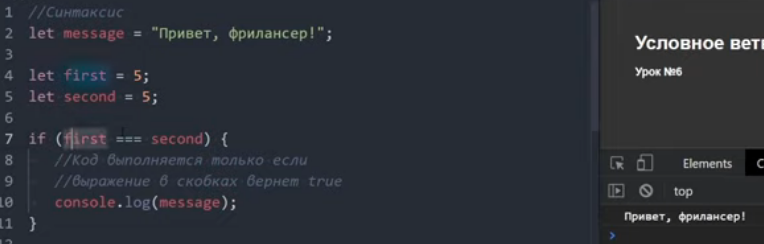 1 //Синтаксис
2 let message = "Привет, фрилансер!";
3
4 let first = 5;
5 let second = 5;
6
7 if (first === second) {
8 //Код выполняется только если
9 //выражение в скобках вернет true
10 console.log(message);
11 }
Условное
Урок №6
Elements
top
Привет, фрилансер!